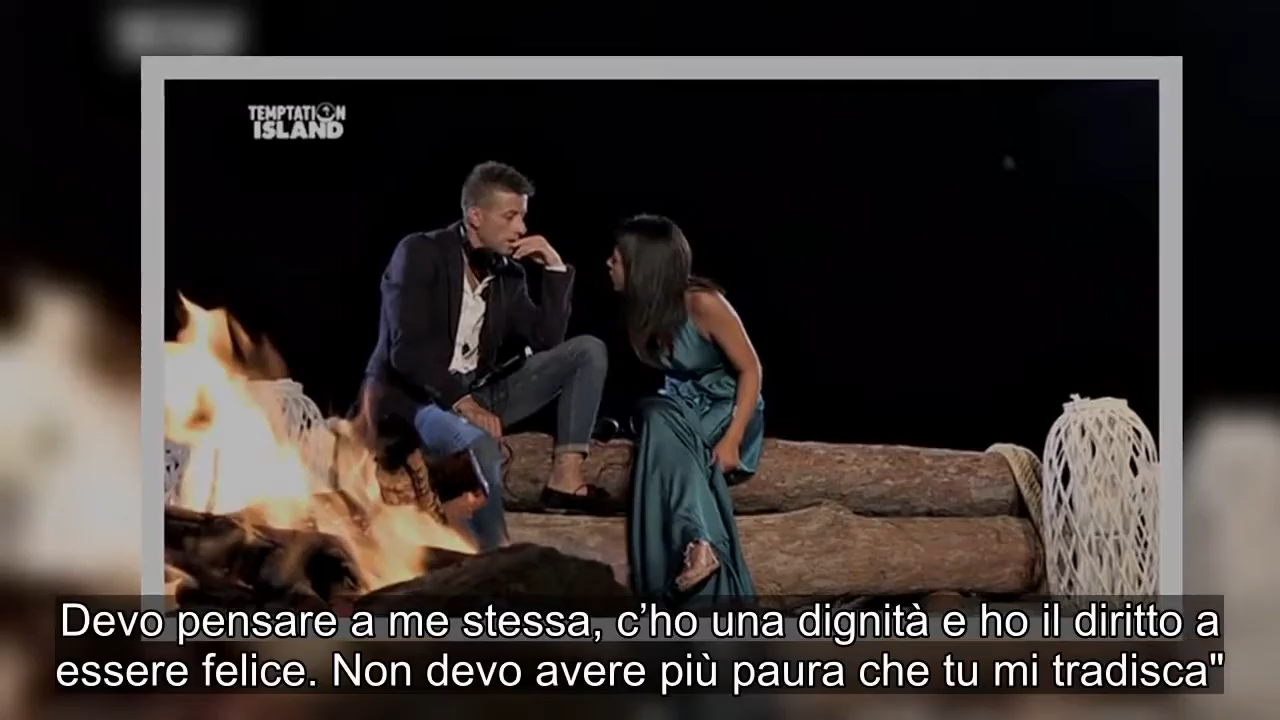 TEMPTATION
ISLAND
Devo pensare a me stessa, c’ho una dignità e ho il diritto a
essere felice. Non devo avere più paura che tu mi tradisca"